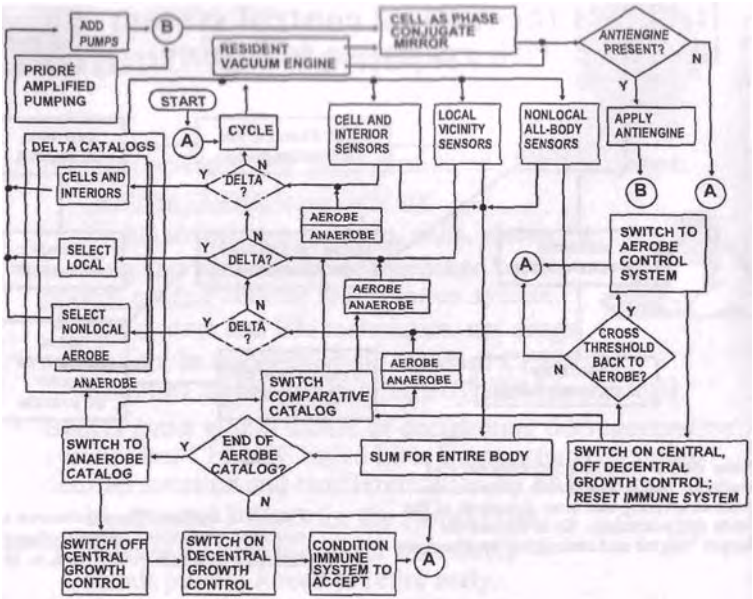 ADD
PUMPS
B
CELL AS PHASE
CONJUGATE
MIRROR
ANTIENGINE
PRESENT?
RESIDENT
VACUUM ENGINE
Y
N
PRIORÉ
AMPLIFIED
PUMPING
START
A
CYCLE
CELL AND
INTERIOR
SENSORS
LOCAL
VICINITY
SENSORS
NONLOCAL
ALL-BODY
SENSORS
APPLY
ANTIENGINE
B
A
DELTA CATALOGS
CELLS AND
INTERIORS
Y
DELTA
?
N
AEROBE
ANAEROBE
SELECT
LOCAL
Y
DELTA?
N
AEROBE
ANAEROBE
SELECT
NONLOCAL
Y
DELTA
?
N
AEROBE
ANAEROBE
AEROBE
ANAEROBE
A
SWITCH TO
AEROBE
CONTROL
SYSTEM
Y
N
CROSS
THRESHOLD
BACK TO
AEROBE?
SWITCH
COMPARATIVE
CATALOG
SWITCH TO
ANAEROBE
CATALOG
Y
END OF
AEROBE
CATALOG?
N
SUM FOR ENTIRE
BODY
SWITCH ON CENTRAL,
OFF DECENTRAL
GROWTH CONTROL;
RESET IMMUNE SYSTEM
SWITCH OFF
CENTRAL
GROWTH
CONTROL
SWITCH ON
DECENTRAL
GROWTH
CONTROL
CONDITION
IMMUNE
SYSTEM TO
ACCEPT
A